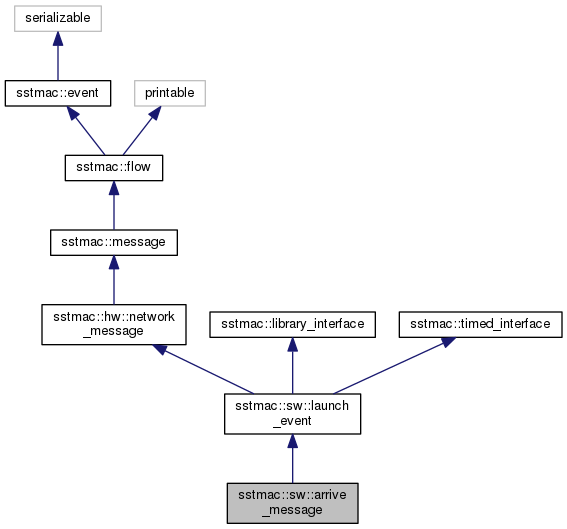 serializable
sstmac::event
printable
sstmac::flow
sstmac::message
sstmac::hw::network
_message
sstmac::library_interface
sstmac::timed_interface
sstmac::sw::launch
_event
sstmac::sw::arrive
_message